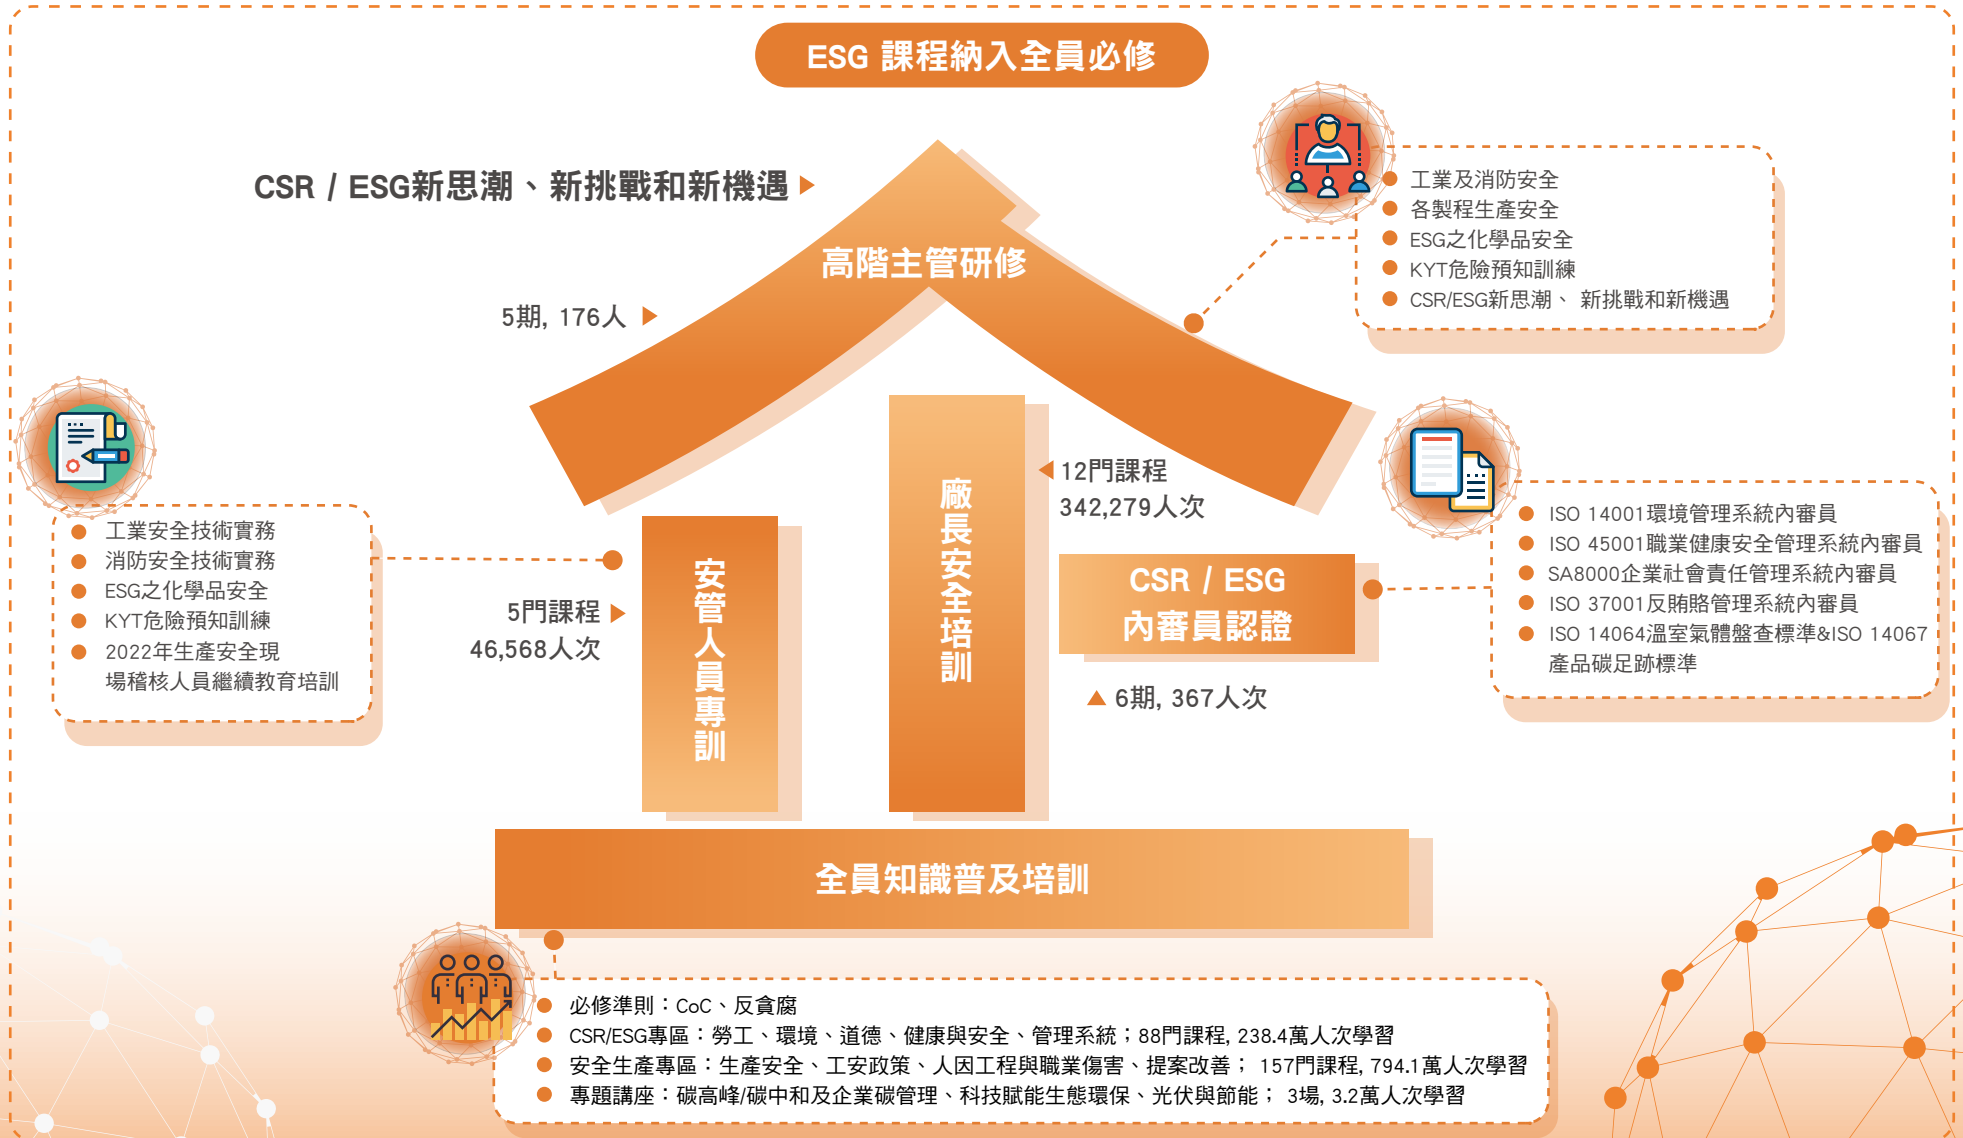 ESG 課程納入全員必修
CSR / ESG新思潮、新挑戰和新機遇
高階主管研修
5期, 176人
工業及消防安全
各製程生產安全
ESG之化學品安全
KYT危險預知訓練
CSR/ESG新思潮、 新挑戰和新機遇
工業安全技術實務
消防安全技術實務
ESG之化學品安全
KYT危險預知訓練
2022年生產安全現
場稽核人員繼續教育培訓
5門課程
46,568人次
安管人員專訓
廠長安全培訓
12門課程
342,279人次
CSR / ESG
內審員認證
6期, 367人次
ISO 14001環境管理系統內審員
ISO 45001職業健康安全管理系統內審員
SA8000企業社會責任管理系統內審員
ISO 37001反賄賂管理系統內審員
ISO 14064溫室氣體盤查標準&ISO 14067
產品碳足跡標準
全員知識普及培訓
必修準則：CoC、反貪腐
CSR/ESG專區：勞工、環境、道德、健康與安全、管理系統；88門課程, 238.4萬人次學習
安全生產專區：生產安全、工安政策、人因工程與職業傷害、提案改善； 157門課程, 794.1萬人次學習
專題講座：碳高峰/碳中和及企業碳管理、科技賦能生態環保、光伏與節能； 3場, 3.2萬人次學習